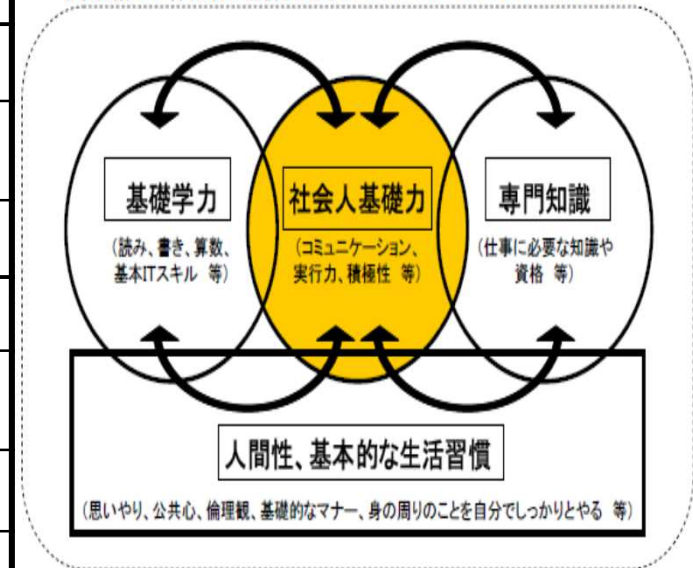 基礎学力
(読み、書き、算数、
基本ITスキル 等)
社会人基礎力
(コミュニケーション、
実行力、積極性 等)
専門知識
(仕事に必要な知識や
資格 等)
人間性、基本的な生活習慣
(思いやり、公共心、倫理観、基礎的なマナー、身の周りのことを自分でしっかりとやる 等)